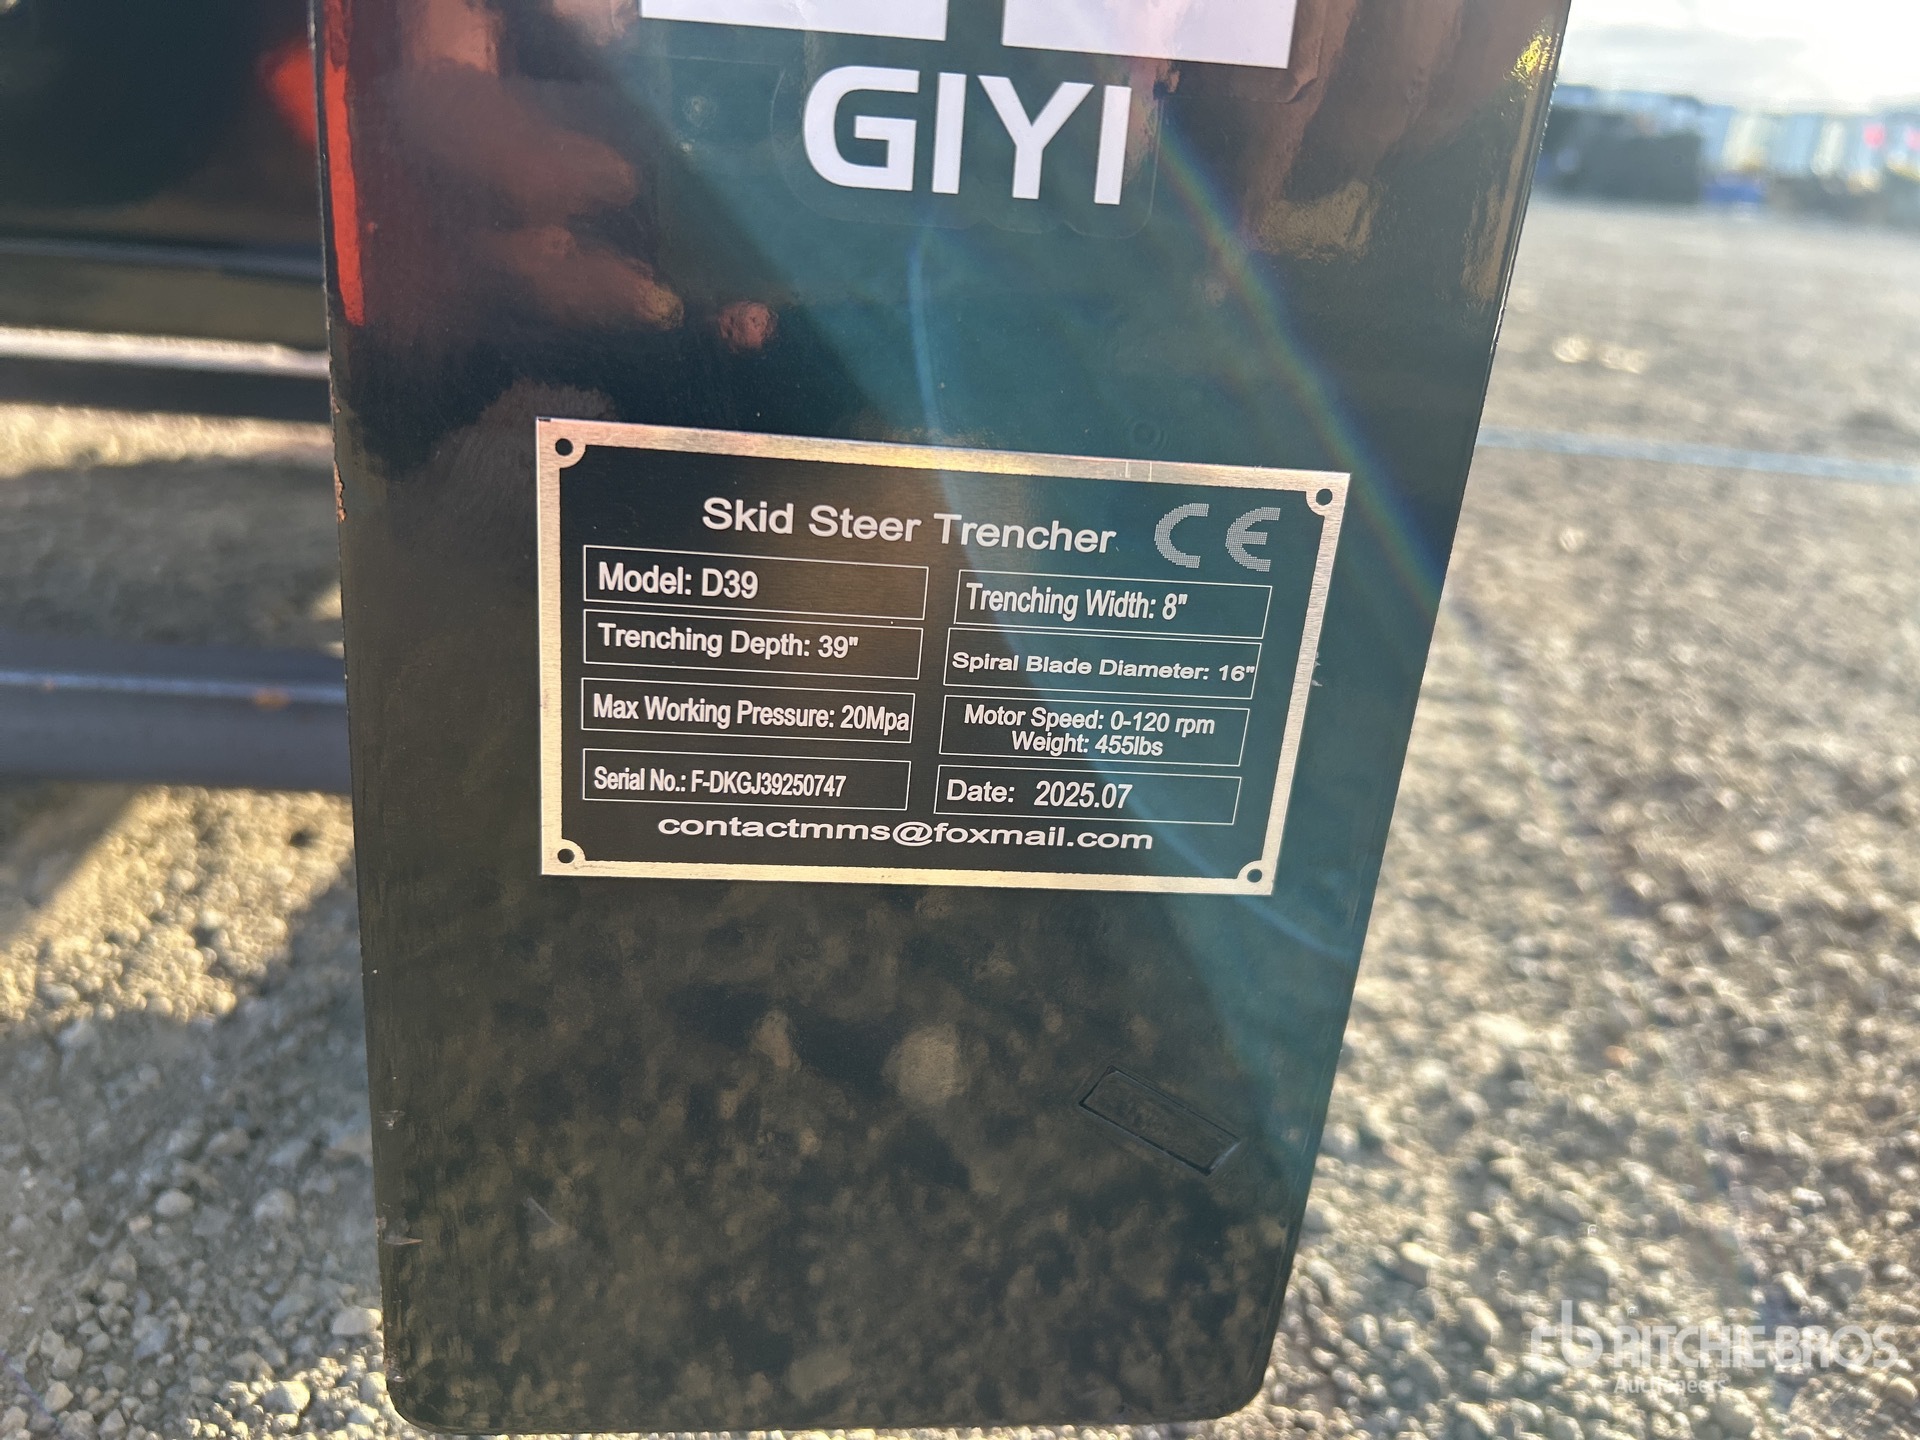 GIYI
Skid Steer Trencher CE
Model: D39
Trenching Width: 8"
Trenching Depth: 39"
Spiral Blade Diameter: 16"
Max Working Pressure: 20Mpa
Motor Speed: 0-120 rpm
Weight: 455lbs
Serial No.: F-DKGJ39250747
Date: 2025.07
contactmms@foxmail.com
rb RITCHIE BROS
Auctioneers